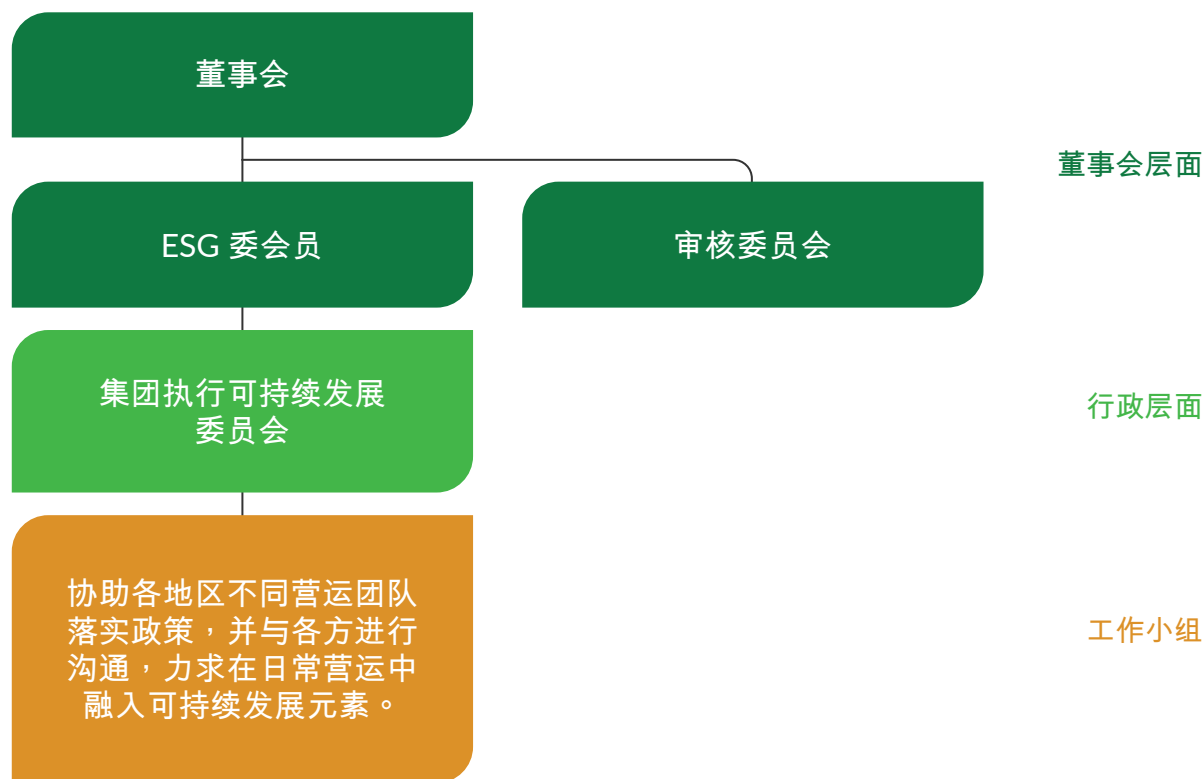 董事会
董事会层面
ESG 委会员
审核委员会
集团执行可持续发展
委员会
行政层面
协助各地区不同营运团队
落实政策，并与各方进行
沟通，力求在日常营运中
融入可持续发展元素。
工作小组